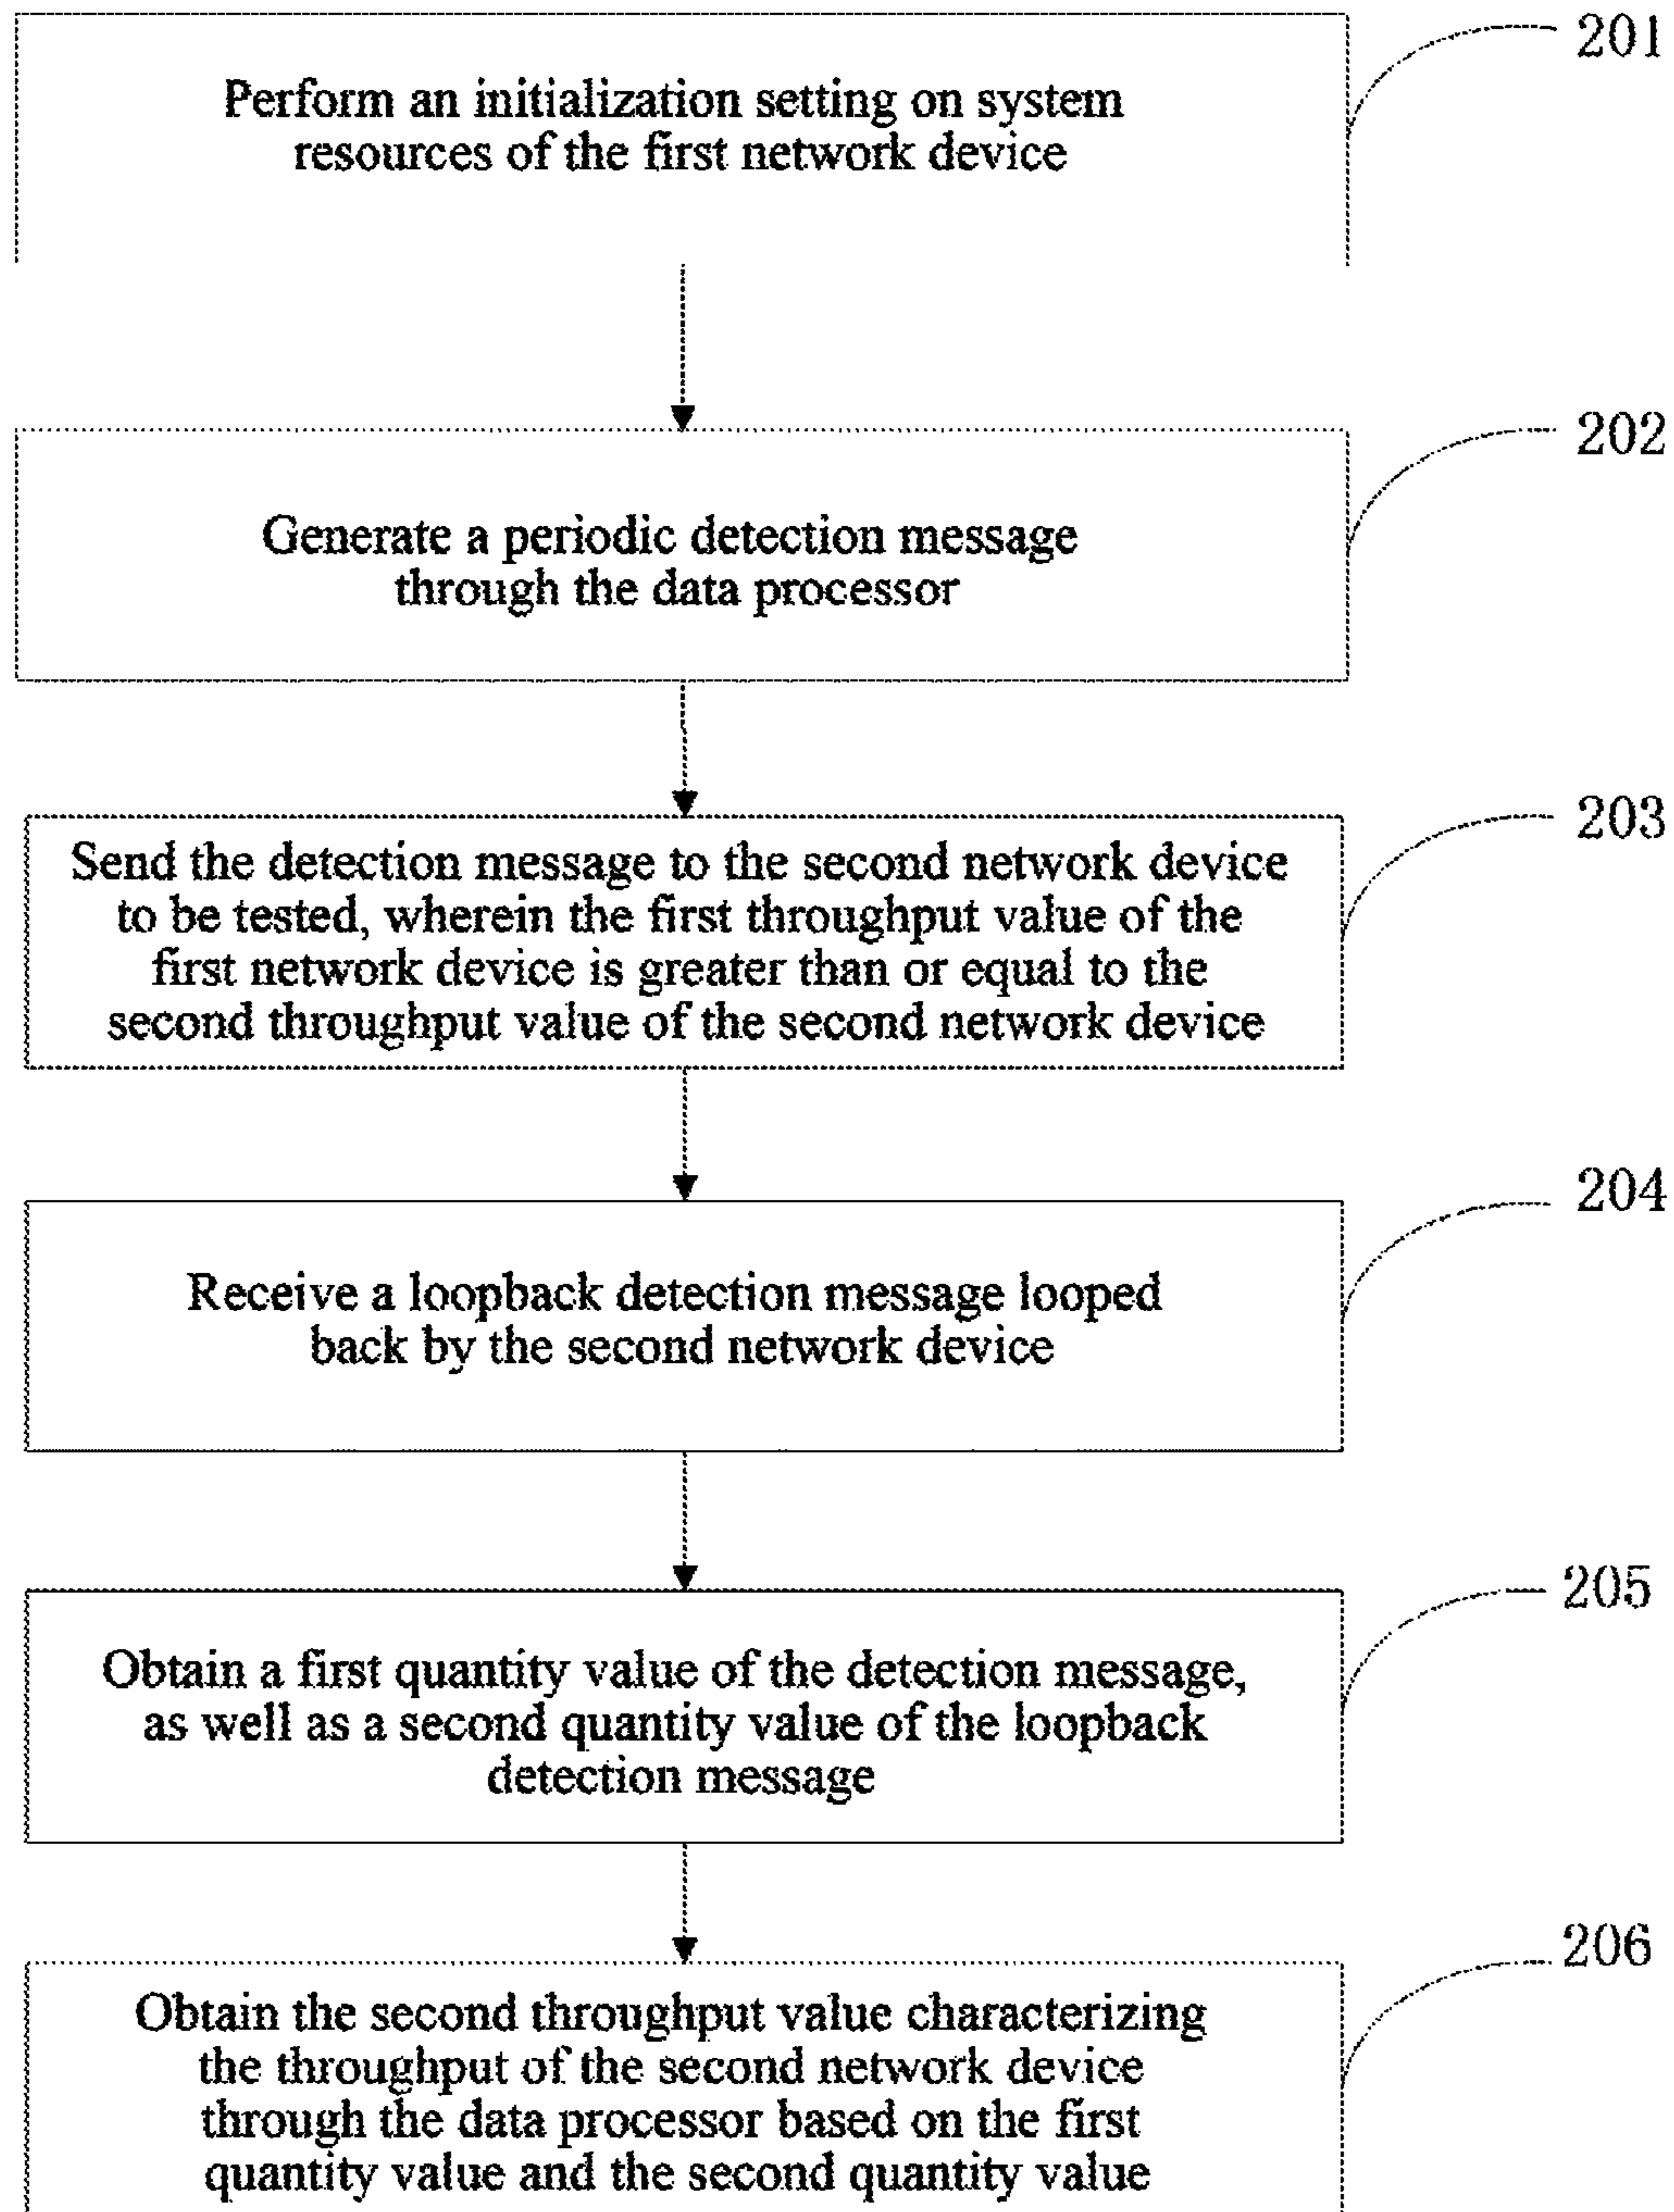 201
Perform an initialization setting on system
resources of the first network device
202
Generate a periodic detection message
through the data processor
203
Send the detection message to the second network device
to be tested, wherein the first throughput value of the
first network device is greater than or equal to the
second throughput value of the second network device
204
Receive a loopback detection message looped
back by the second network device
205
Obtain a first quantity value of the detection message,
as well as a second quantity value of the loopback
detection message
206
Obtain the second throughput value characterizing
the throughput of the second network device
through the data processor based on the first
quantity value and the second quantity value